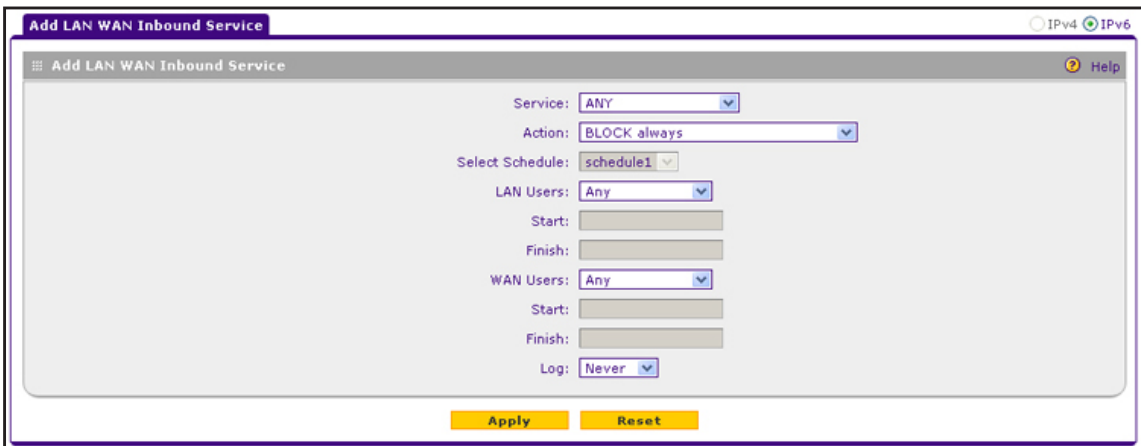 Add LAN WAN Inbound Service IPv4 IPv6
Add LAN WAN Inbound Service Help
Service: ANY
Action: BLOCK always
Select Schedule: schedule1
LAN Users: Any
Start:
Finish:
WAN Users: Any
Start:
Finish:
Log: Never
Apply Reset